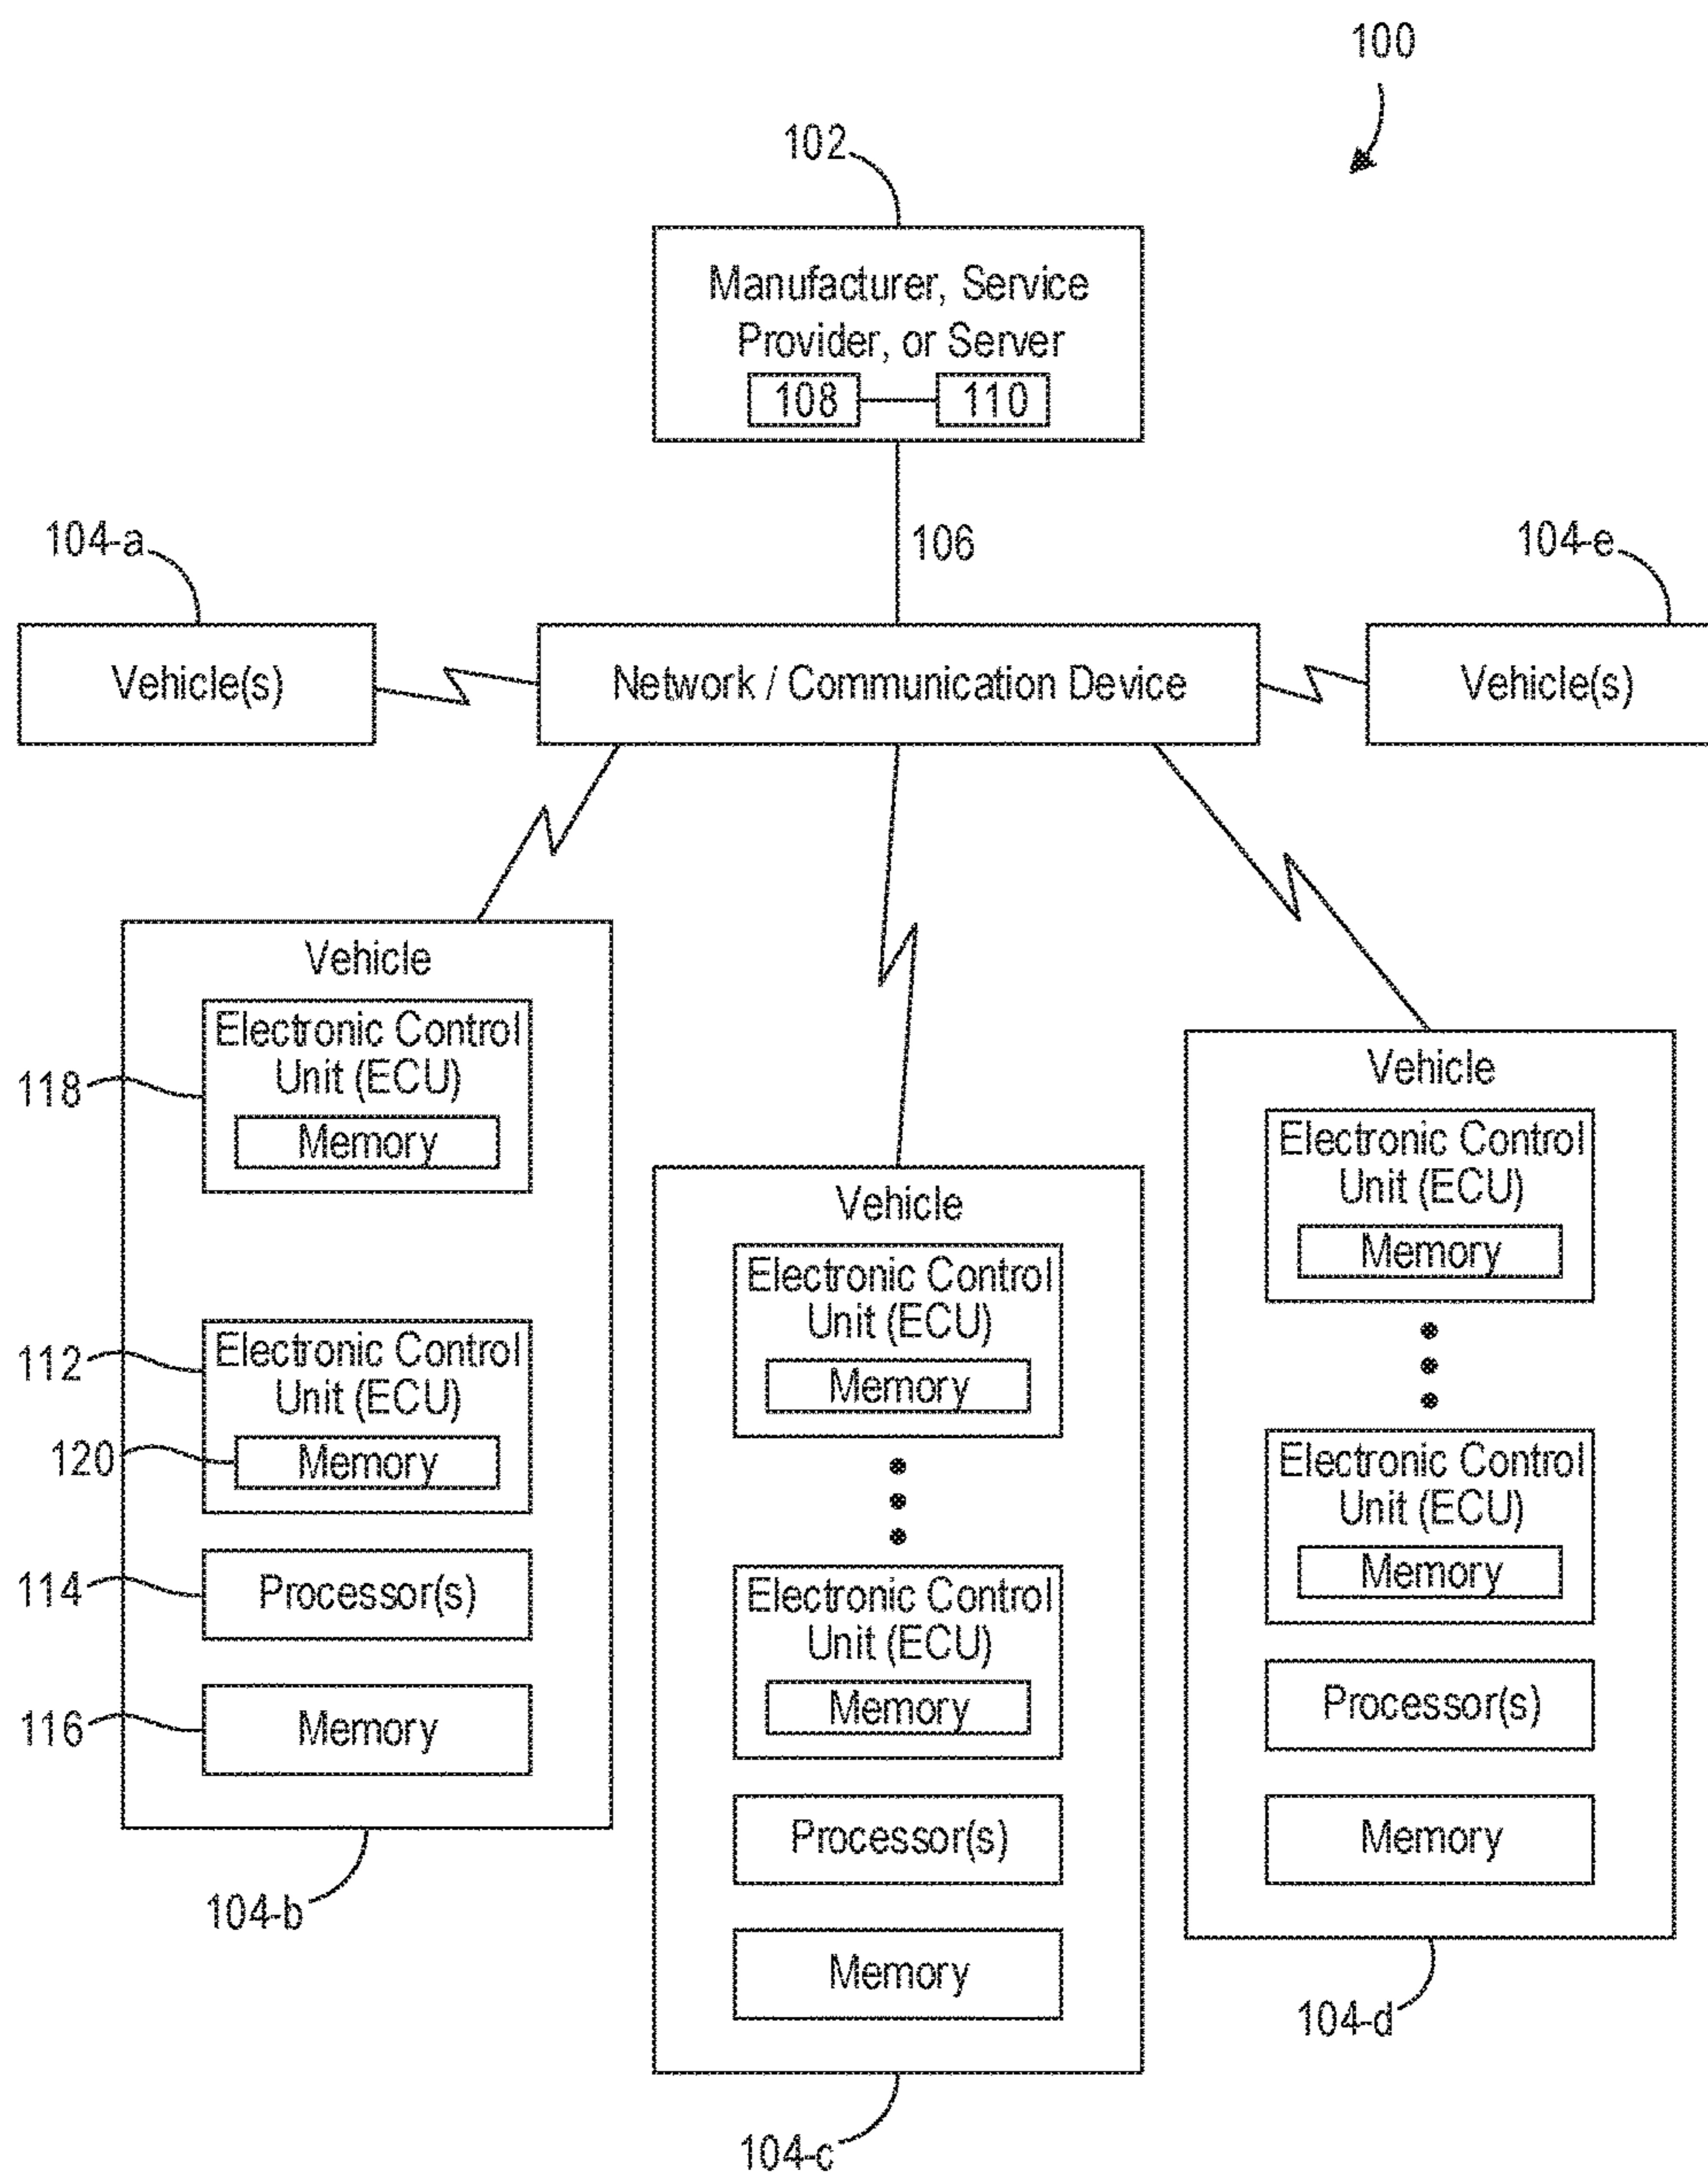 100
102
Manufacturer, Service
Provider, or Server
108
110
106
104-a
104-e
Vehicle(s)
Network / Communication Device
Vehicle(s)
Vehicle
Electronic Control
Unit (ECU)
Memory
118
Electronic Control
Unit (ECU)
Memory
112
120
Processor(s)
114
Memory
116
104-b
Vehicle
Electronic Control
Unit (ECU)
Memory
Electronic Control
Unit (ECU)
Memory
Processor(s)
Memory
104-c
Vehicle
Electronic Control
Unit (ECU)
Memory
Electronic Control
Unit (ECU)
Memory
Processor(s)
Memory
104-d